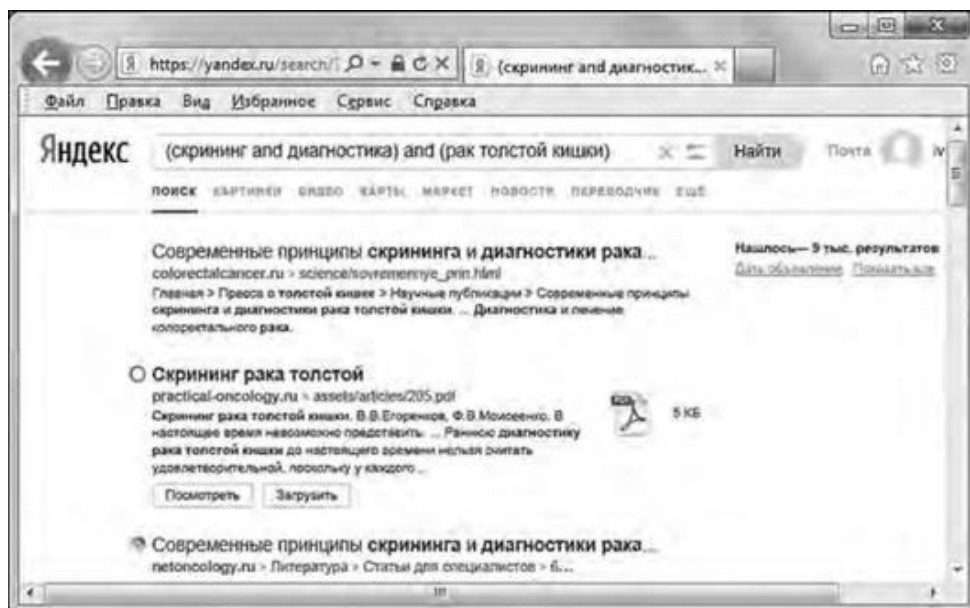 https://yandex.ru/search/
(скрининг and диагностик...
Файл Правка Вид Избранное Сервис Справка
Яндекс (скрининг and диагностика) and (рак толстой кишки) Найти Почта iv
ПОИСК КАРТИНКИ ВИДЕО КАРТЫ МАРКЕТ НОВОСТИ ПЕРЕВОДЧИК ЕЩЁ
Современные принципы скрининга и диагностики рака...
colorectalcancer.ru > science/sovremennye_prin.html
Главная > Пресса о толстой кишке > Научные публикации > Современные принципы
скрининга и диагностики рака толстой кишки. ... Диагностика и лечение
колоректального рака.
Нашлось— 9 тыс. результатов
Дать объявление Показать все
Скрининг рака толстой
practical-oncology.ru > assets/articles/205.pdf
Скрининг рака толстой кишки. В.В.Егоренков, Ф.В.Моисеенко. В
настоящее время невозможно представить. ... Раннюю диагностику
рака толстой кишки до настоящего времени нельзя считать
удовлетворительной, поскольку у каждого ...
5 КБ
Посмотреть Загрузить
Современные принципы скрининга и диагностики рака...
netoncology.ru > Литература > Статьи для специалистов > 6...